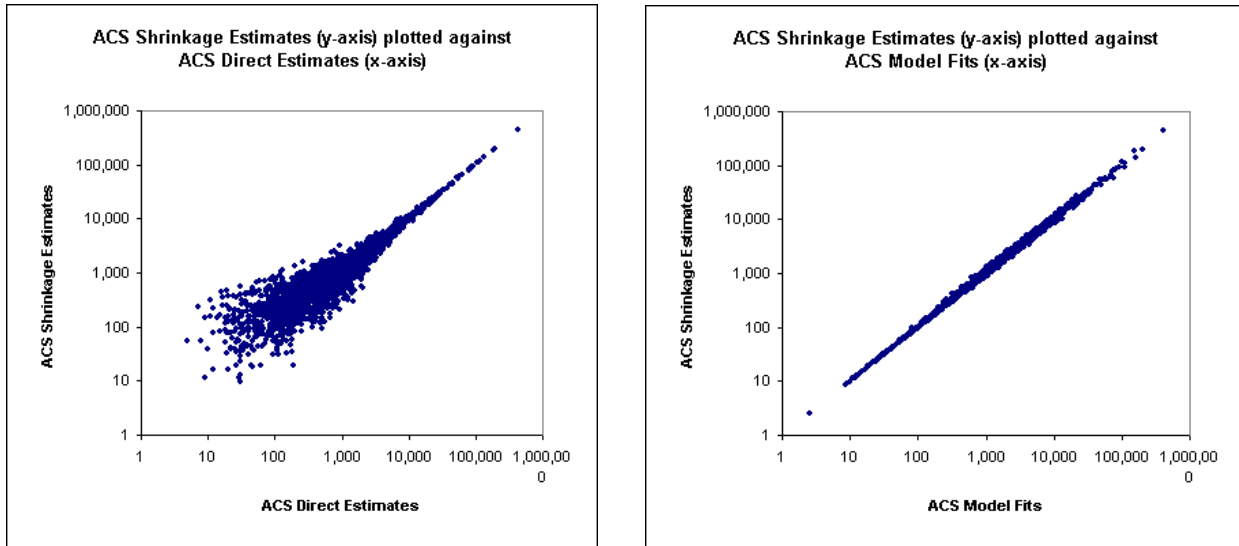 ACS Shrinkage Estimates (y-axis) plotted against
ACS Direct Estimates (x-axis)
ACS Shrinkage Estimates
1,000,000
100,000
10,000
1,000
100
10
1
1 10 100 1,000 10,000 100,000 1,000,00
0
ACS Direct Estimates
ACS Shrinkage Estimates (y-axis) plotted against
ACS Model Fits (x-axis)
ACS Shrinkage Estimates
1,000,000
100,000
10,000
1,000
100
10
1
1 10 100 1,000 10,000 100,000 1,000,00
0
ACS Model Fits